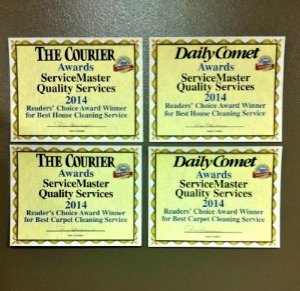 THE COURIER
Awards
ServiceMaster
Quality Services
2014
Readers' Choice Award Winner
for Best House Cleaning Service
Daily Comet
Awards
ServiceMaster
Quality Services
2014
Readers' Choice Award Winner
for Best House Cleaning Service
THE COURIER
Awards
ServiceMaster
Quality Services
2014
Reader's Choice Award Winner
for Best Carpet Cleaning Service
Daily Comet
Awards
ServiceMaster
Quality Services
2014
Readers' Choice Award Winner
for Best Carpet Cleaning Service